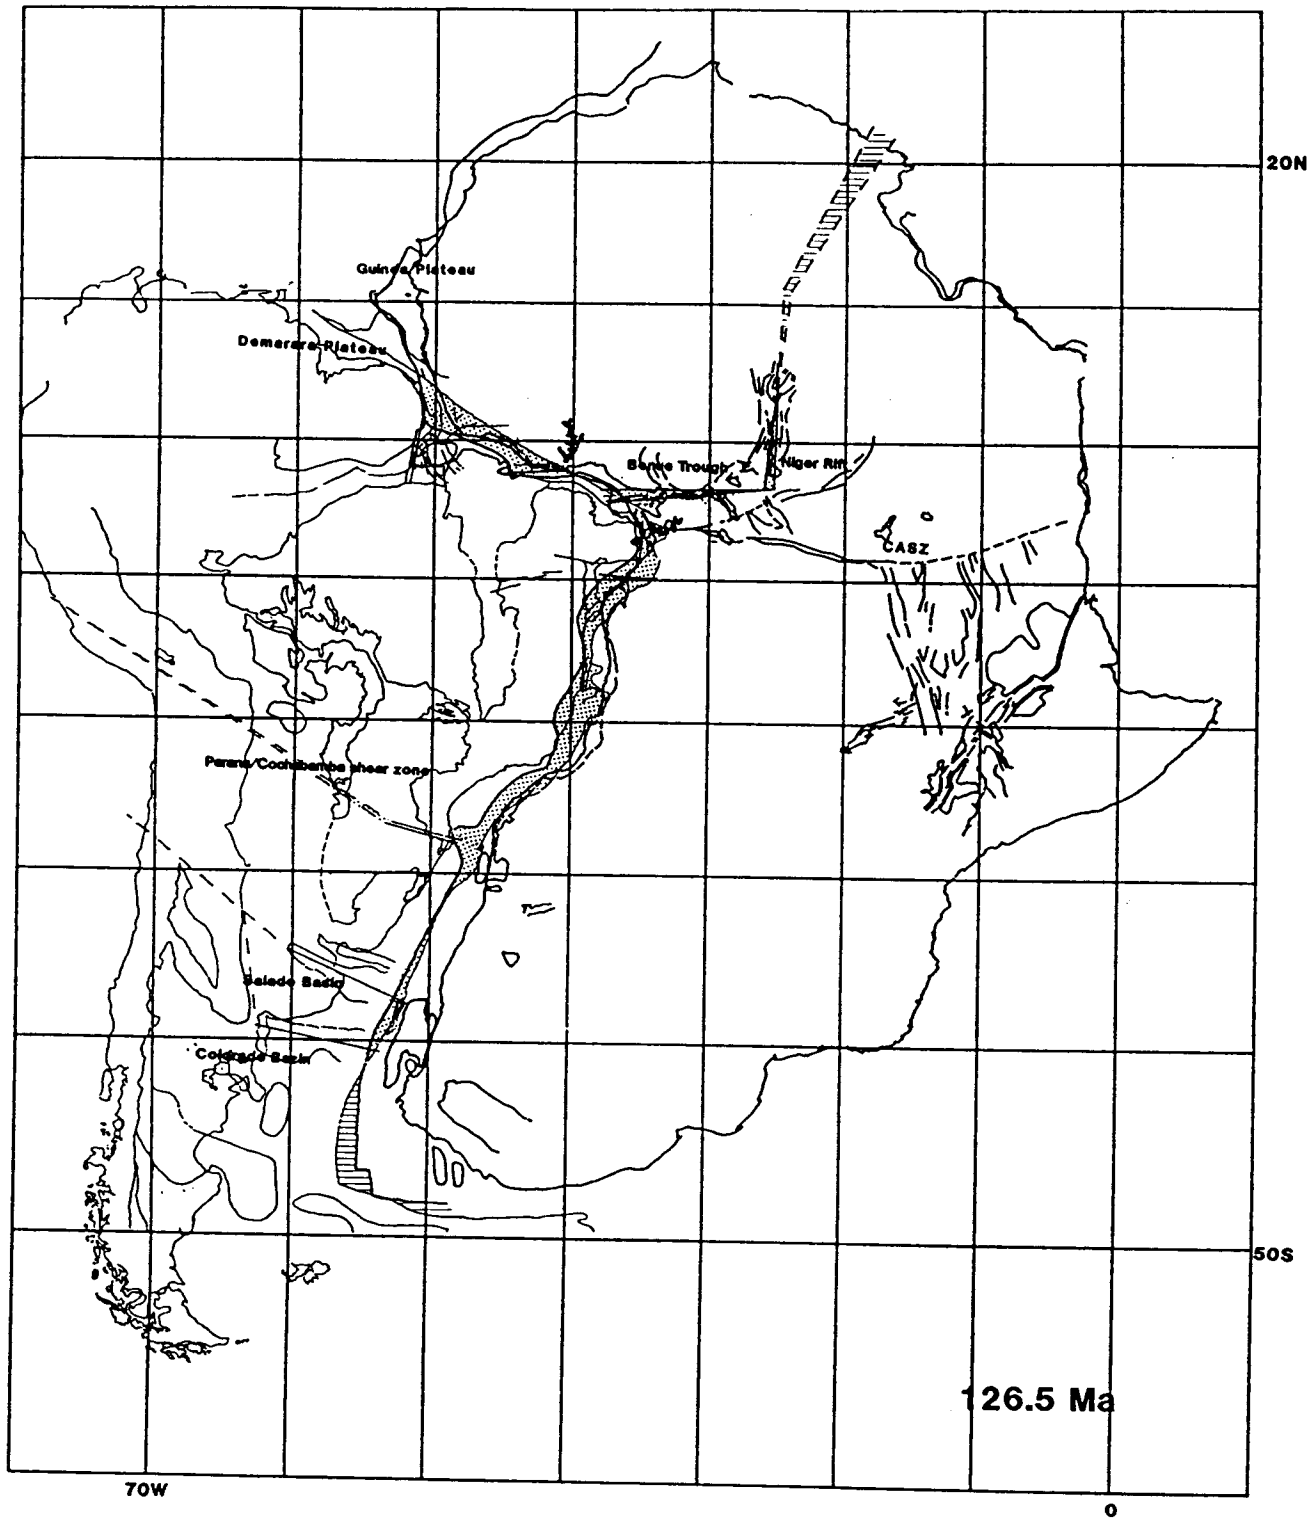 20N
Guinea Plateau
Demarara Plateau
Benue Trough
Niger Rift
CASZ
Parana/Cochabamba shear zone
Salado Basin
Colorado Basin
50S
126.5 Ma
70W
0